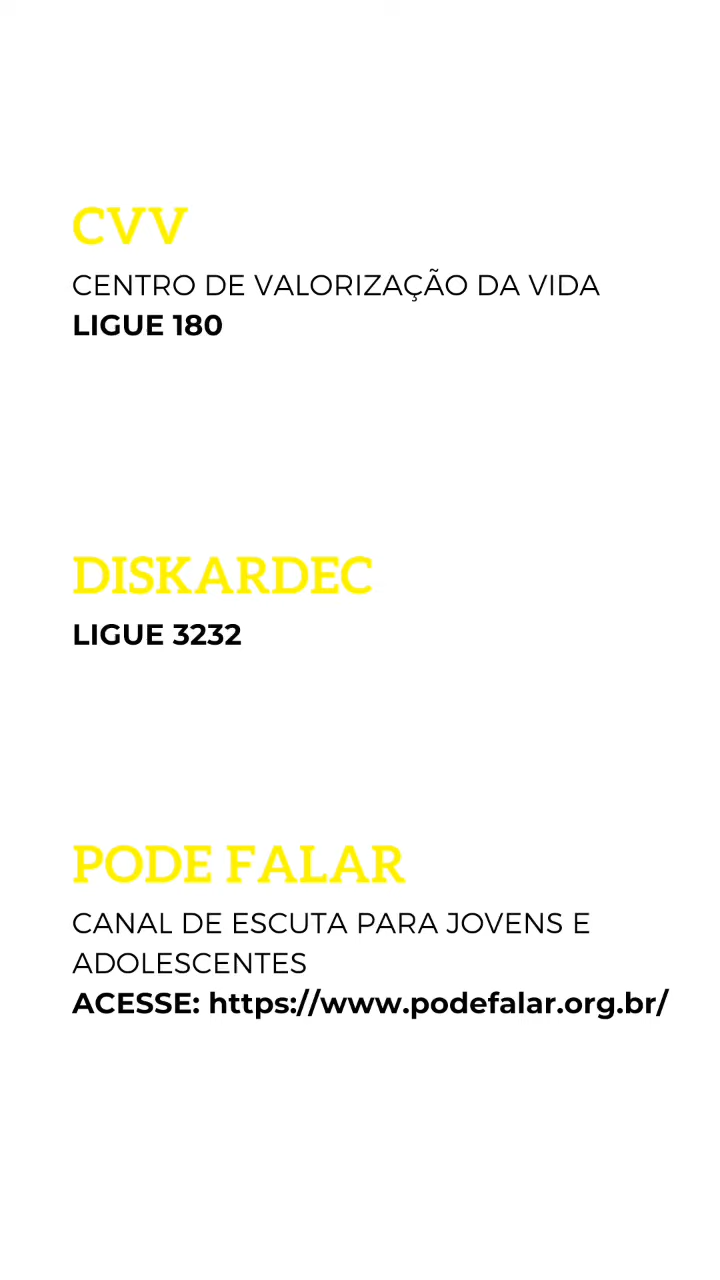 CVV
CENTRO DE VALORIZAÇÃO DA VIDA
LIGUE 180
DISKARDEC
LIGUE 3232
PODE FALAR
CANAL DE ESCUTA PARA JOVENS E
ADOLESCENTES
ACESSE: https://www.podefalar.org.br/